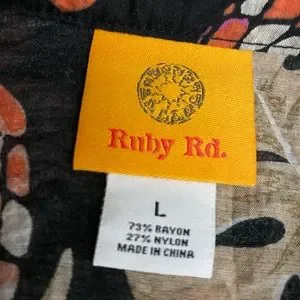 Ruby Rd.
L
73% RAYON
27% NYLON
MADE IN CHINA